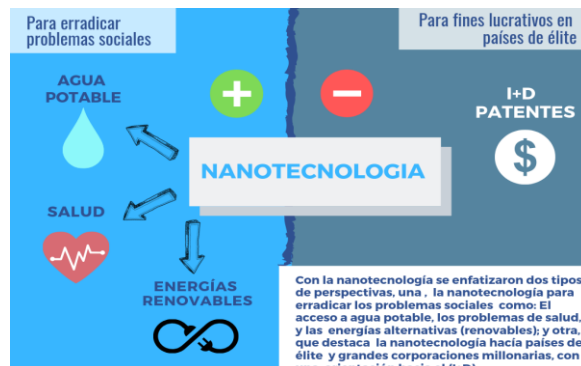 Para erradicar
problemas sociales
Para fines lucrativos en
países de élite
AGUA
POTABLE
I+D
PATENTES
$
NANOTECNOLOGIA
SALUD
ENERGÍAS
RENOVABLES
Con la nanotecnología se enfatizaron dos tipos
de perspectivas, una , la nanotecnología para
erradicar los problemas sociales como: El
acceso a agua potable, los problemas de salud,
y las energías alternativas (renovables); y otra,
que destaca la nanotecnología hacía países de
élite y grandes corporaciones millonarias, con